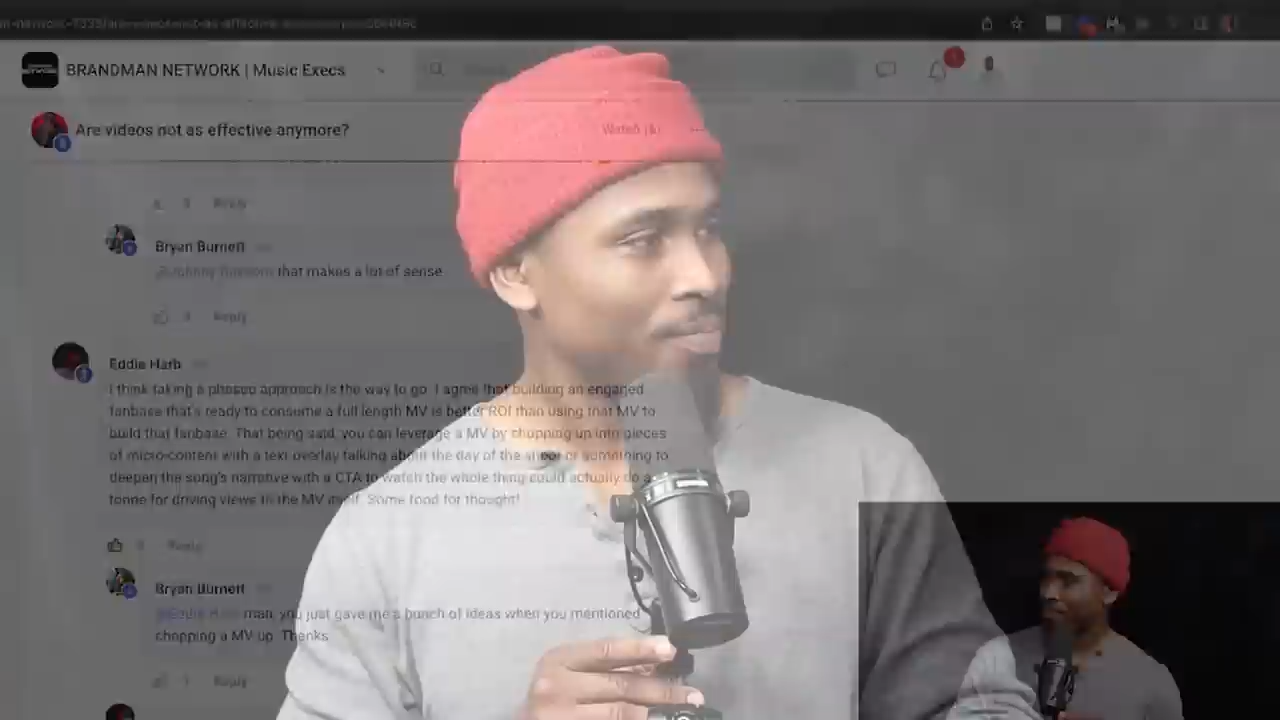 BRANDMAN NETWORK | Music Execs
Are videos not as effective anymore?
Reply
Bryan Burnett
that makes a lot of sense
Reply
Eddie Harb
I think taking a phased approach is the way to go. I agree that building an engaged
fanbase that's ready to consume a full length MV is better ROI than using that MV to
build that fanbase. That being said, you can leverage a MV by chopping up into pieces
of micro-content with a text overlay talking about the day of the shoot or something to
deepen the song's narrative with a CTA to watch the whole thing could actually do a
tonne for driving views to the MV itself. Some food for thought!
Reply
Bryan Burnett
man, you just gave me a bunch of ideas when you mentioned
chopping a MV up. Thanks
Reply